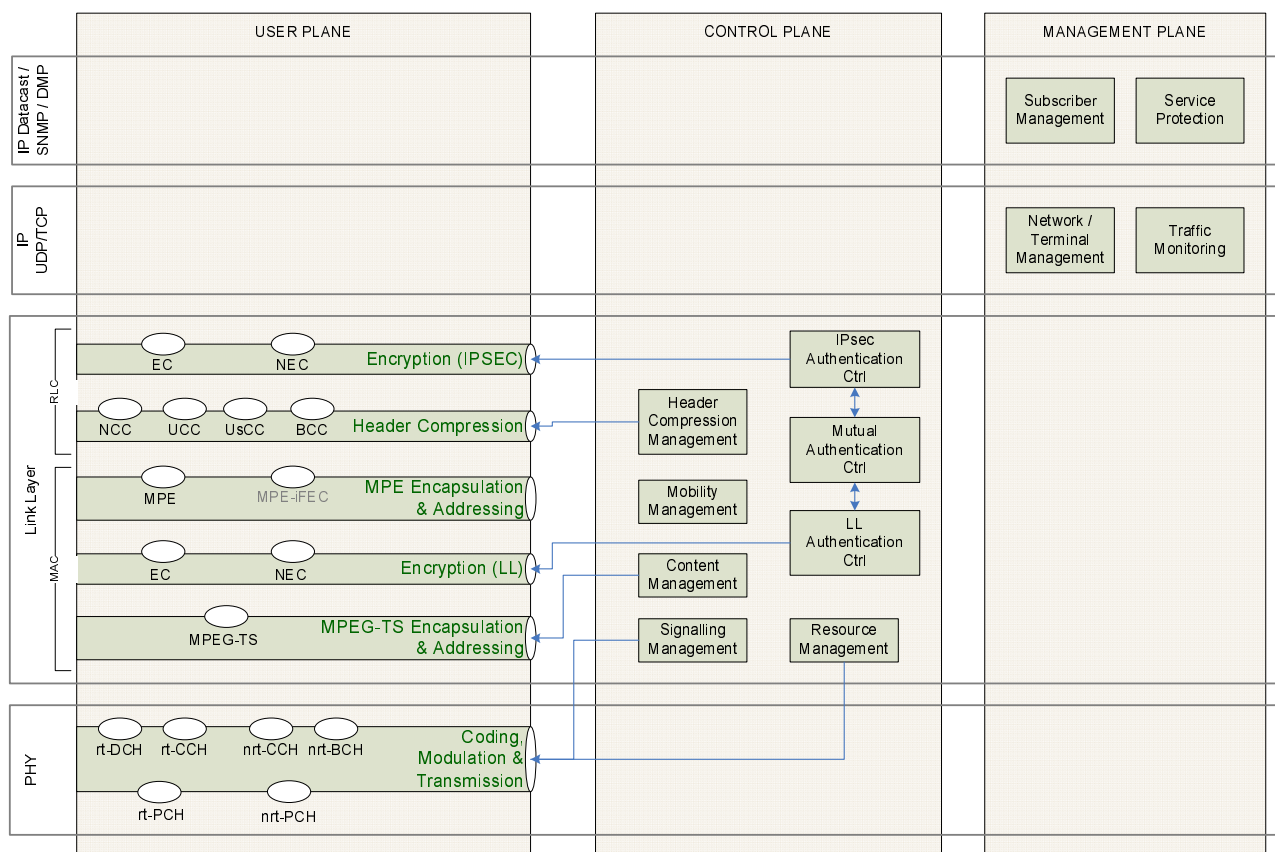 USER PLANE
CONTROL PLANE
MANAGEMENT PLANE
IP Datacast /
SNMP / DMP
Subscriber
Management
Service
Protection
IP
UDP/TCP
Network /
Terminal
Management
Traffic
Monitoring
Link Layer
RLC
EC
NEC
Encryption (IPSEC)
IPsec
Authentication
Ctrl
NCC
UCC
UsCC
BCC
Header Compression
Header
Compression
Management
Mutual
Authentication
Ctrl
MAC
MPE
MPE-iFEC
MPE Encapsulation
& Addressing
Mobility
Management
LL
Authentication
Ctrl
EC
NEC
Encryption (LL)
Content
Management
MPEG-TS
MPEG-TS Encapsulation
& Addressing
Signalling
Management
Resource
Management
PHY
rt-DCH
rt-CCH
nrt-CCH
nrt-BCH
Coding,
Modulation &
Transmission
rt-PCH
nrt-PCH